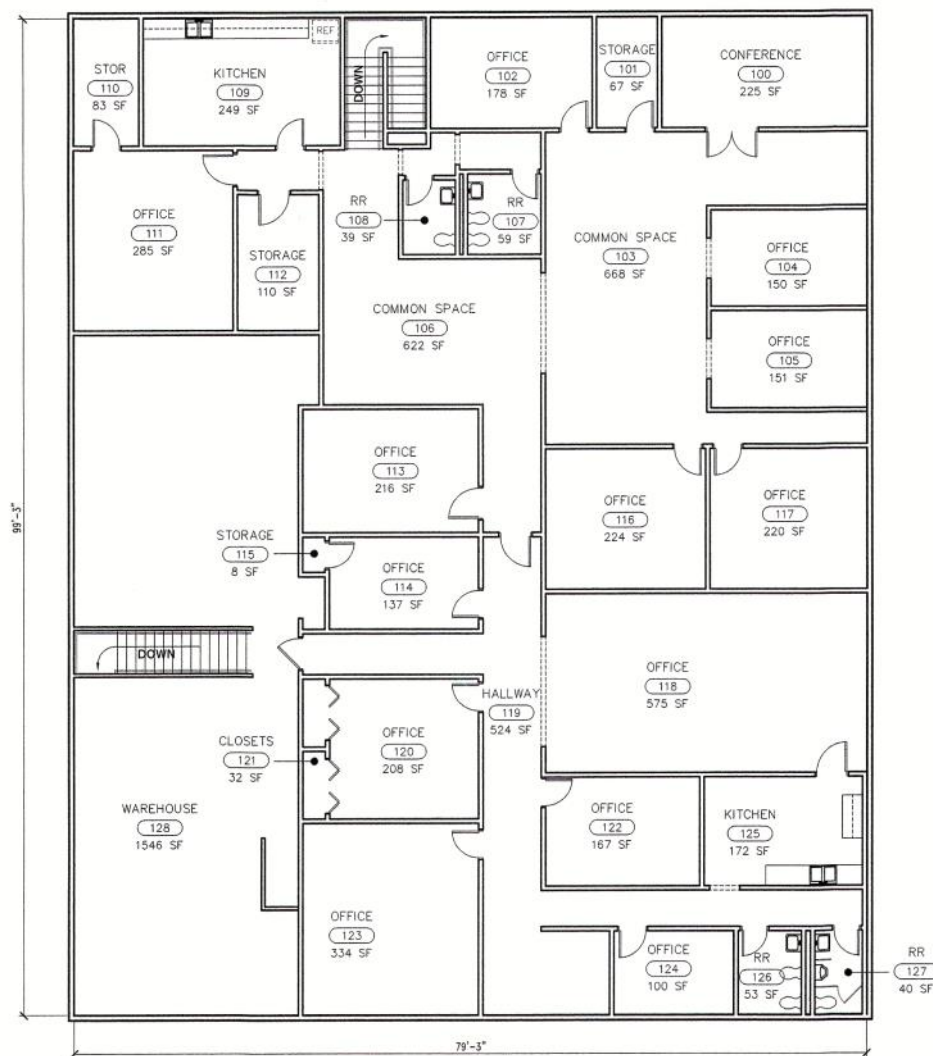 REF
STOR
110
83 SF
KITCHEN
109
249 SF
DOWN
OFFICE
102
178 SF
STORAGE
101
67 SF
CONFERENCE
100
225 SF
OFFICE
111
285 SF
STORAGE
112
110 SF
RR
108
39 SF
RR
107
59 SF
COMMON SPACE
103
668 SF
OFFICE
104
150 SF
COMMON SPACE
106
622 SF
OFFICE
105
151 SF
OFFICE
113
216 SF
OFFICE
116
224 SF
OFFICE
117
220 SF
99'-3"
STORAGE
115
8 SF
OFFICE
114
137 SF
DOWN
OFFICE
118
575 SF
HALLWAY
119
524 SF
CLOSETS
121
32 SF
OFFICE
120
208 SF
WAREHOUSE
128
1546 SF
OFFICE
122
167 SF
KITCHEN
125
172 SF
OFFICE
123
334 SF
OFFICE
124
100 SF
RR
126
53 SF
RR
127
40 SF
79'-3"